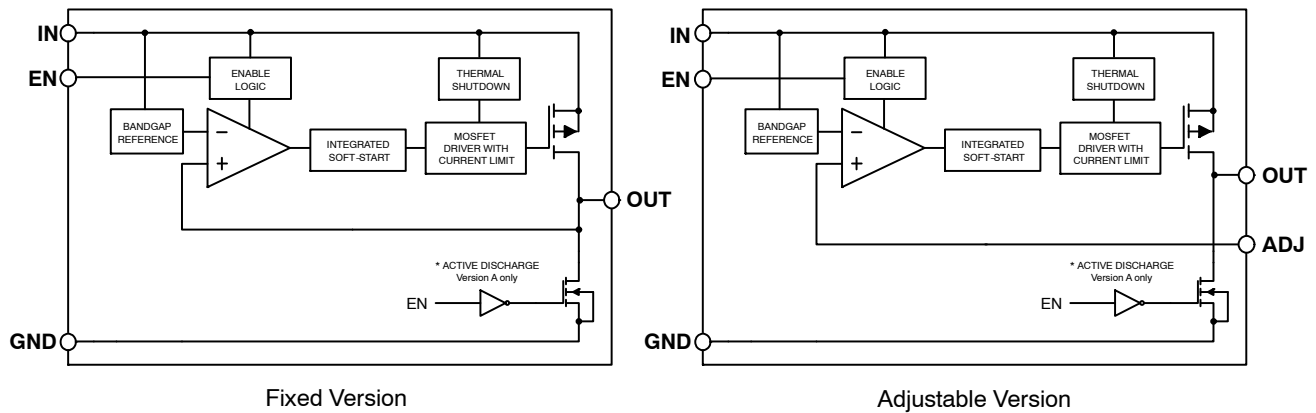 IN
EN
ENABLE
LOGIC
THERMAL
SHUTDOWN
BANDGAP
REFERENCE
−
+
INTEGRATED
SOFT-START
MOSFET
DRIVER WITH
CURRENT LIMIT
OUT
* ACTIVE DISCHARGE
Version A only
EN
GND
Fixed Version
IN
EN
ENABLE
LOGIC
THERMAL
SHUTDOWN
BANDGAP
REFERENCE
−
+
INTEGRATED
SOFT-START
MOSFET
DRIVER WITH
CURRENT LIMIT
OUT
ADJ
* ACTIVE DISCHARGE
Version A only
EN
GND
Adjustable Version